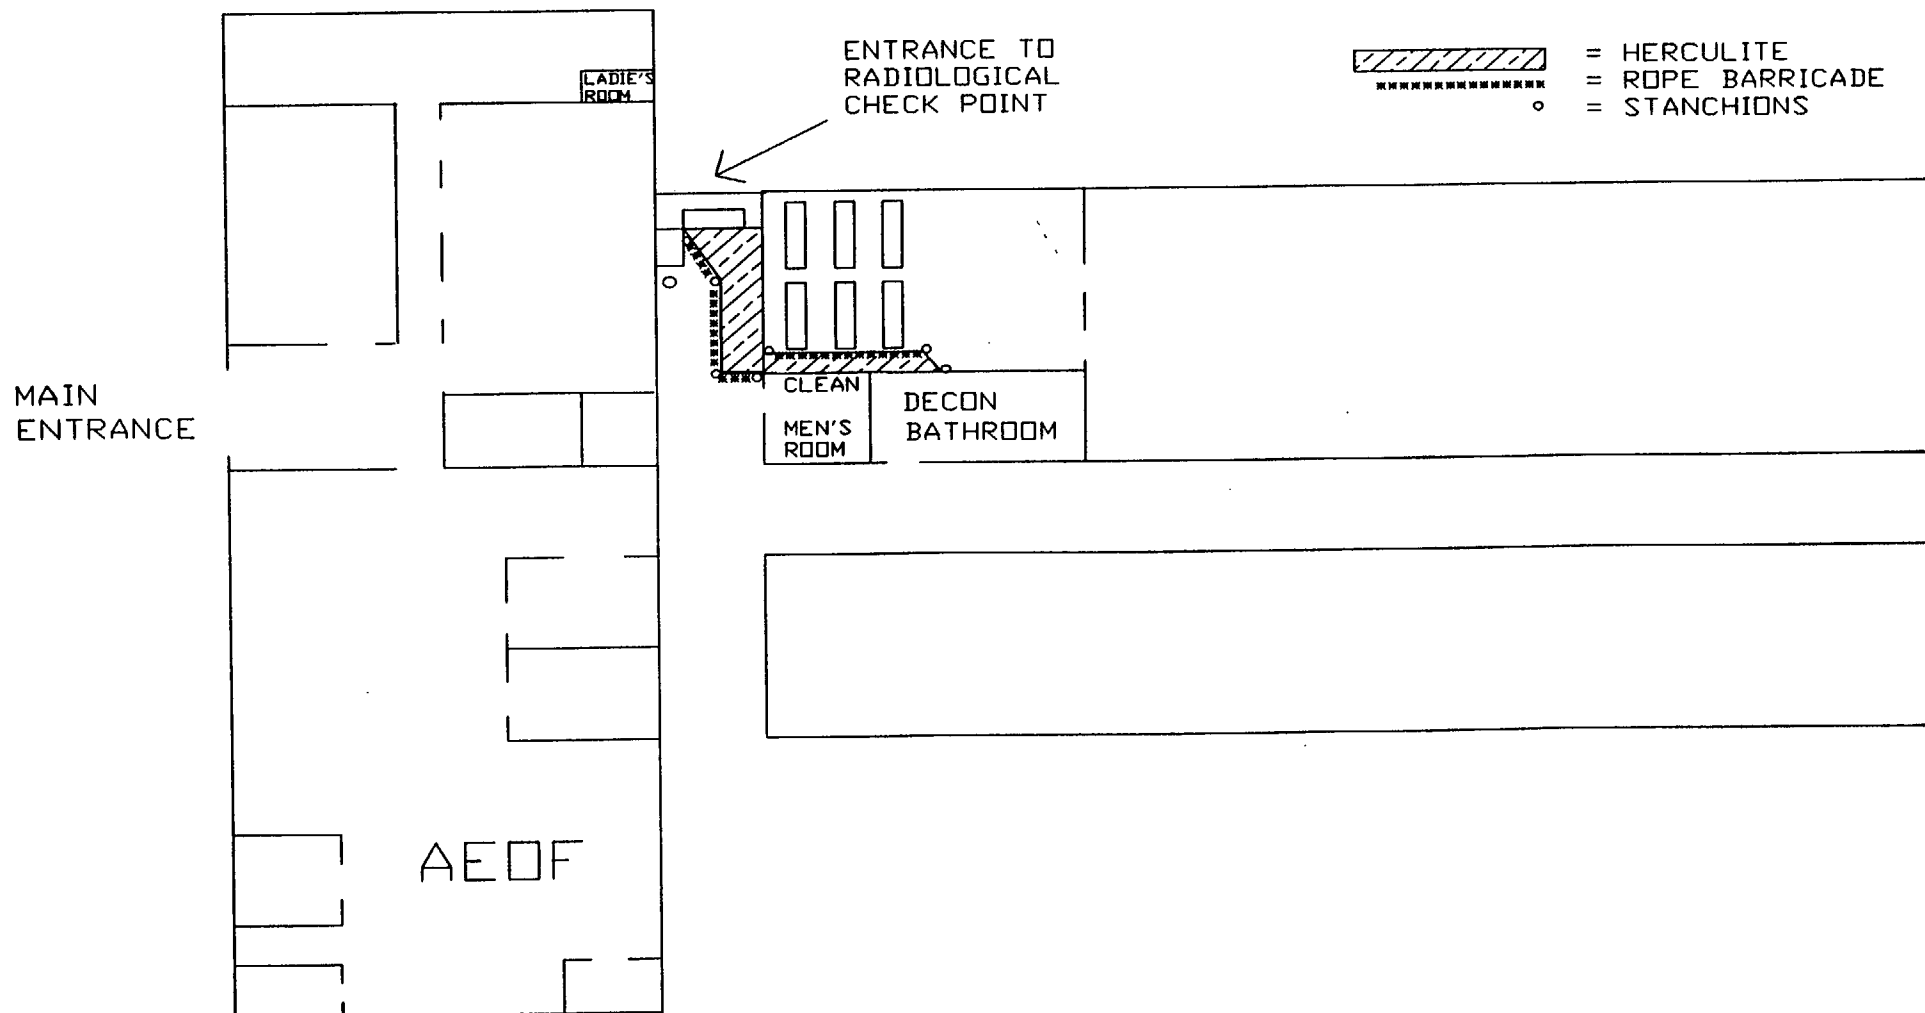 ENTRANCE TO
RADIOLOGICAL
CHECK POINT
= HERCULITE
= ROPE BARRICADE
= STANCHIONS
LADIE'S
ROOM
MAIN
ENTRANCE
CLEAN
MEN'S
ROOM
DECON
BATHROOM
AEOF